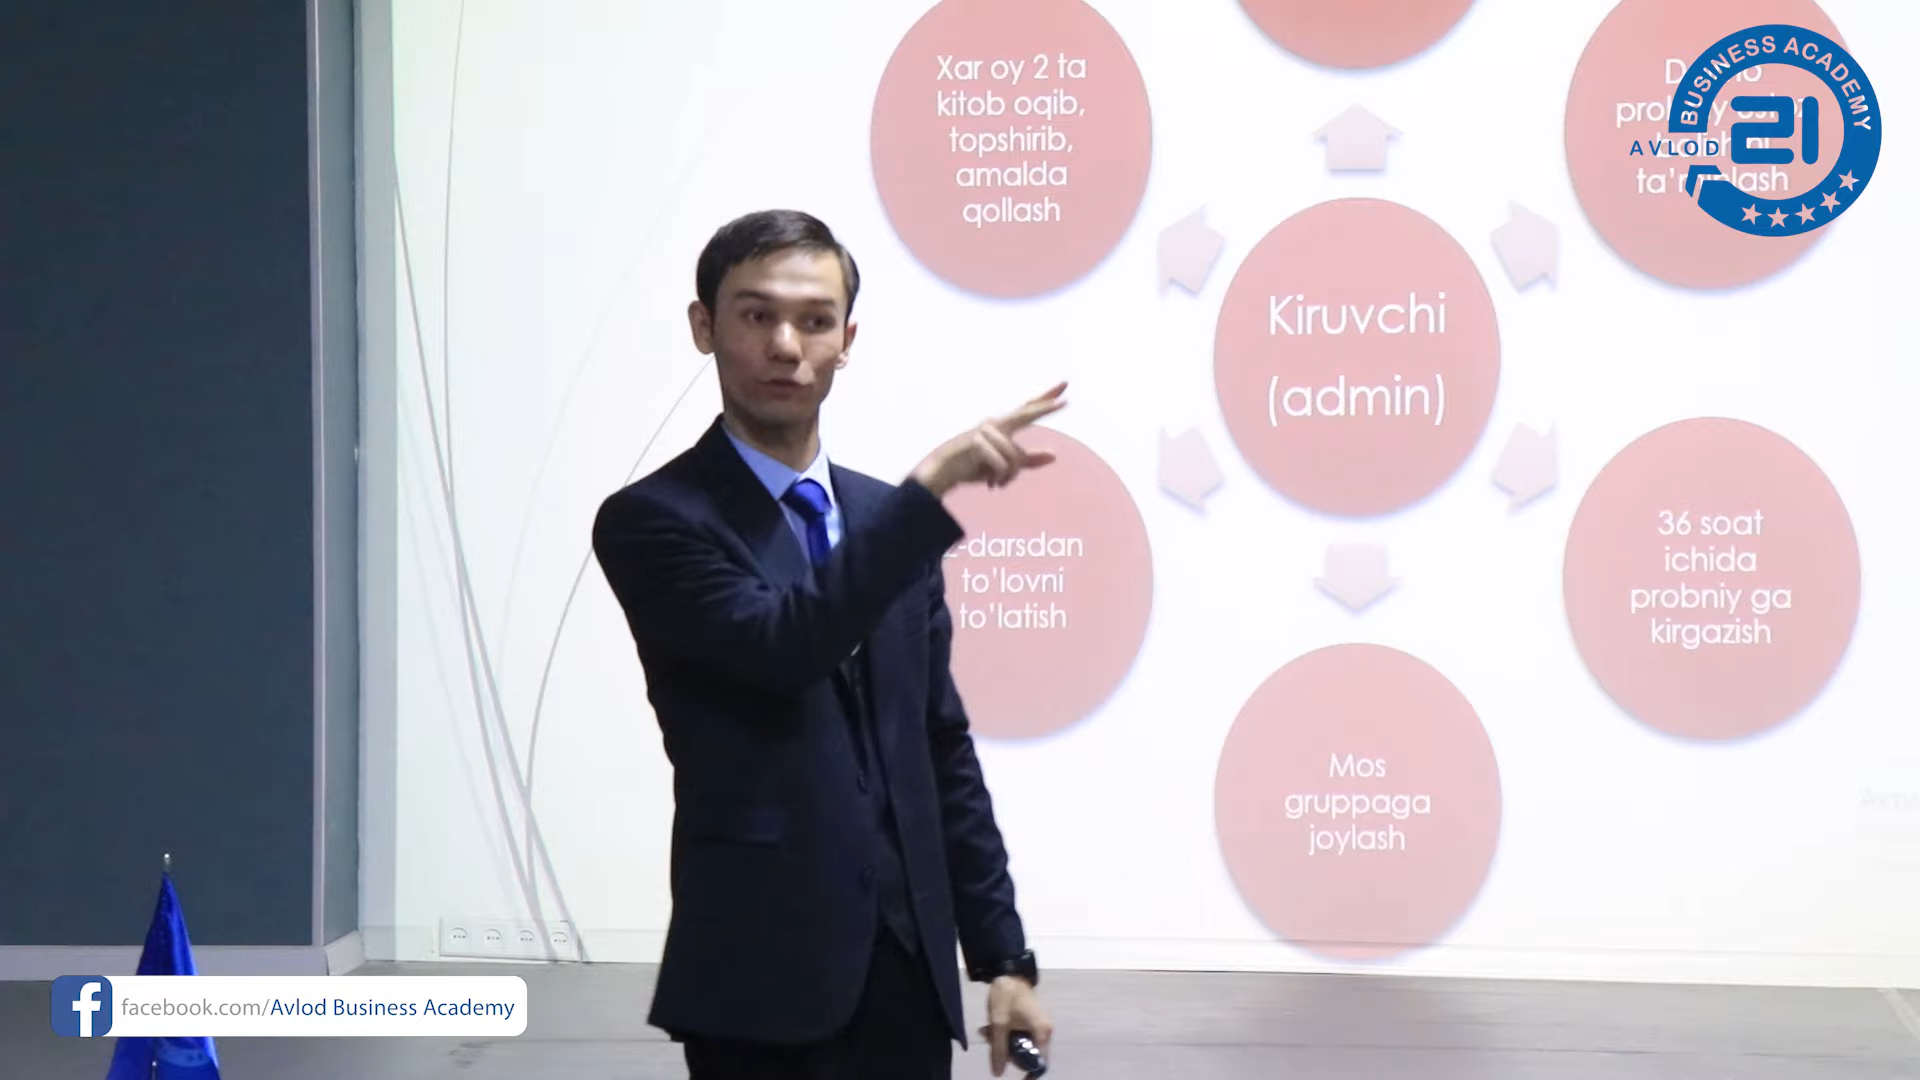 Xar oy 2 ta
kitob oqib,
topshirib,
amalda
qollash
Kiruvchi
(admin)
-darsdan
to'lovni
to'latish
36 soat
ichida
probniy ga
kirgazish
Mos
gruppaga
joylash
BUSINESS ACADEMY
AVLOD 21
facebook.com/Avlod Business Academy